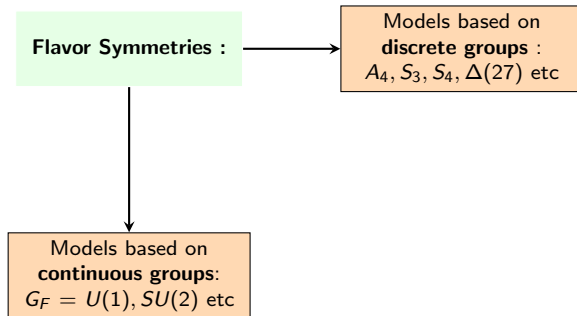 Flavor Symmetries :
Models based on
discrete groups :
A₄, S₃, S₄, Δ(27) etc
Models based on
continuous groups:
G_F = U(1), SU(2) etc